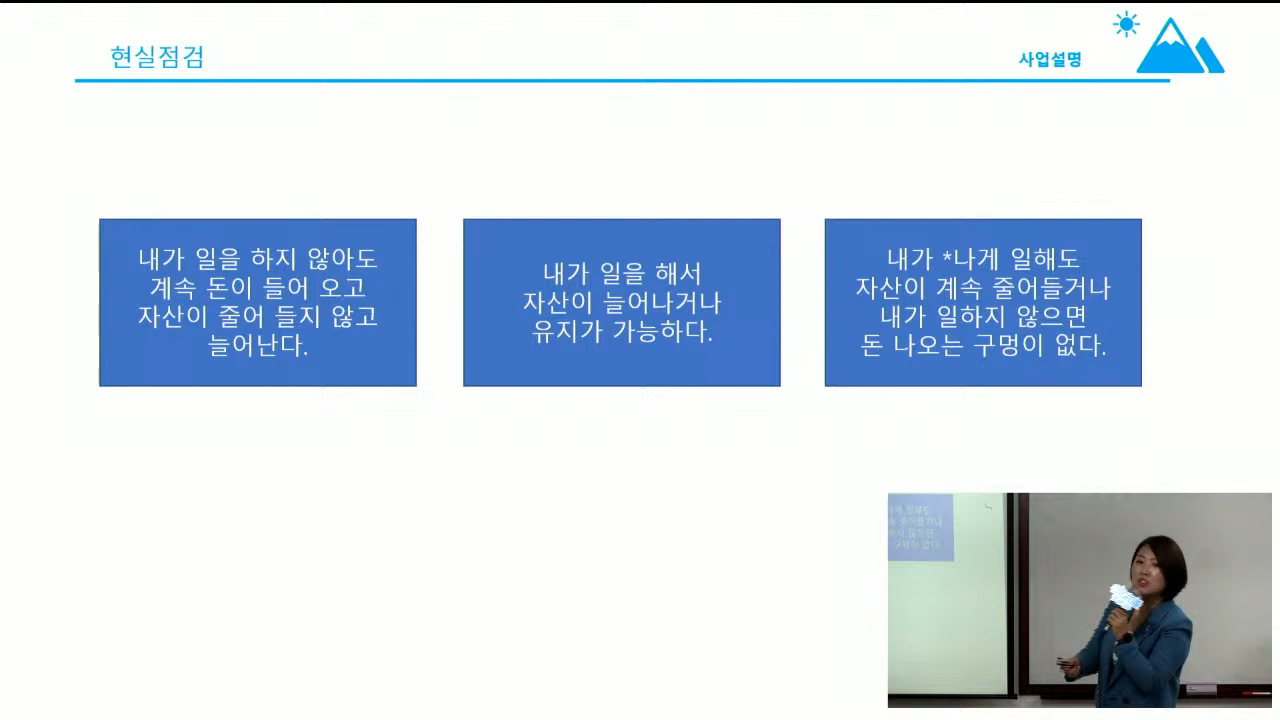 현실점검
사업설명
내가 일을 하지 않아도
계속 돈이 들어 오고
자산이 줄어 들지 않고
늘어난다.
내가 일을 해서
자산이 늘어나거나
유지가 가능하다.
내가 *나게 일해도
자산이 계속 줄어들거나
내가 일하지 않으면
돈 나오는 구멍이 없다.